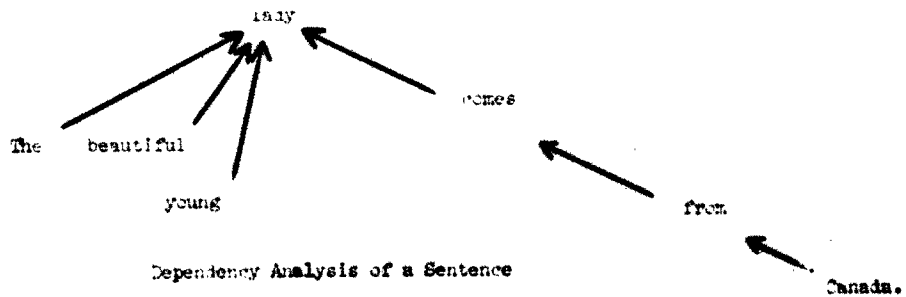 lady
comes
The beautiful
young
from
Dependency Analysis of a Sentence
Canada.